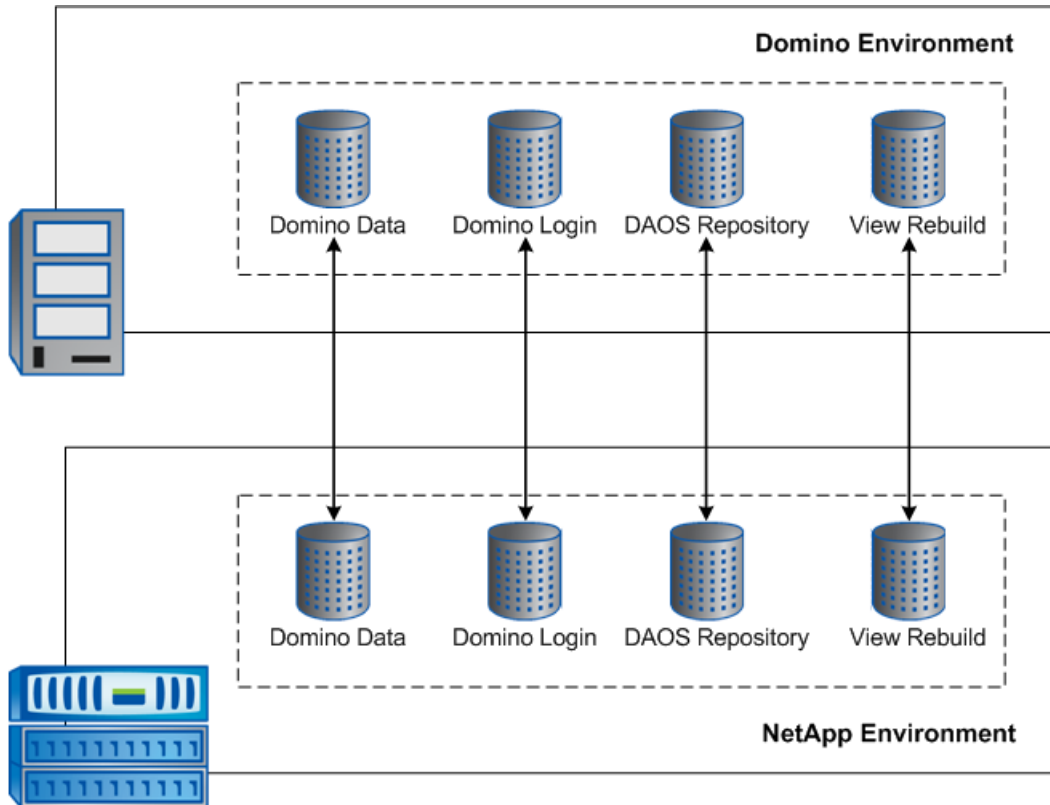 Domino Environment
Domino Data Domino Login DAOS Repository View Rebuild
Domino Data Domino Login DAOS Repository View Rebuild
NetApp Environment